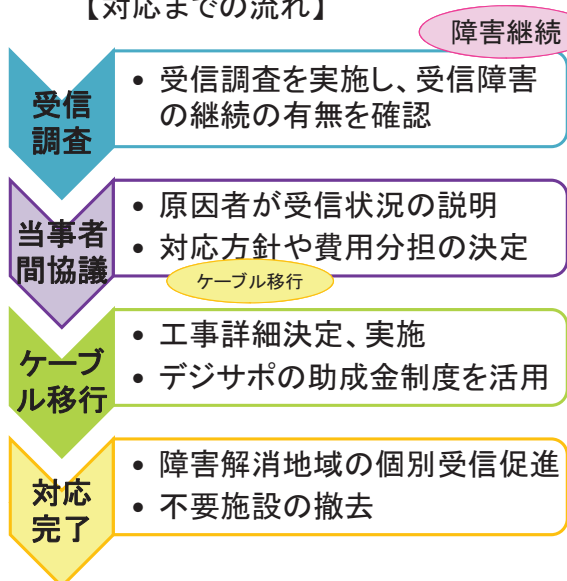 【対応までの流れ】
障害継続
受信
調査
• 受信調査を実施し、受信障害
の継続の有無を確認
当事者
間協議
• 原因者が受信状況の説明
• 対応方針や費用分担の決定
ケーブル移行
ケーブ
ル移行
• 工事詳細決定、実施
• デジサポの助成金制度を活用
対応
完了
• 障害解消地域の個別受信促進
• 不要施設の撤去